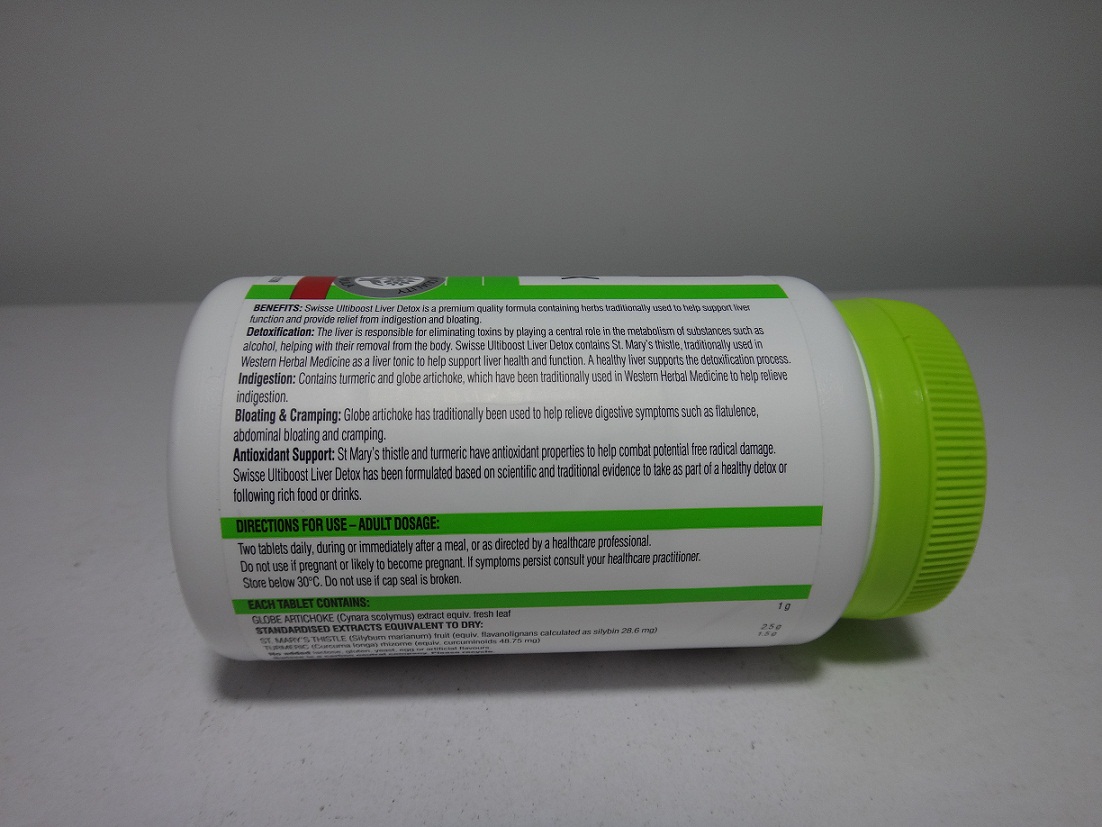 BENEFITS: Swisse Ultiboost Liver Detox is a premium quality formula containing herbs traditionally used to help support liver
function and provide relief from indigestion and bloating.
Detoxification: The liver is responsible for eliminating toxins by playing a central role in the metabolism of substances such as
alcohol, helping with their removal from the body. Swisse Ultiboost Liver Detox contains St. Mary's thistle, traditionally used in
Western Herbal Medicine as a liver tonic to help support liver health and function. A healthy liver supports the detoxification process.
Indigestion: Contains turmeric and globe artichoke, which have been traditionally used in Western Herbal Medicine to help relieve
indigestion.
Bloating & Cramping: Globe artichoke has traditionally been used to help relieve digestive symptoms such as flatulence,
abdominal bloating and cramping.
Antioxidant Support: St Mary's thistle and turmeric have antioxidant properties to help combat potential free radical damage.
Swisse Ultiboost Liver Detox has been formulated based on scientific and traditional evidence to take as part of a healthy detox or
following rich food or drinks.
DIRECTIONS FOR USE – ADULT DOSAGE:
Two tablets daily, during or immediately after a meal, or as directed by a healthcare professional.
Do not use if pregnant or likely to become pregnant. If symptoms persist consult your healthcare practitioner.
Store below 30°C. Do not use if cap seal is broken.
EACH TABLET CONTAINS:
GLOBE ARTICHOKE (Cynara scolymus) extract equiv. fresh leaf 1 g
STANDARDISED EXTRACTS EQUIVALENT TO DRY:
ST. MARY'S THISTLE (Silybum marianum) fruit (equiv. flavanolignans calculated as silybin 28.6 mg) 2.5 g
TURMERIC (Curcuma longa) rhizome (equiv. curcuminoids 48.75 mg) 1.5 g
No added lactose, gluten, yeast, egg or artificial flavours.